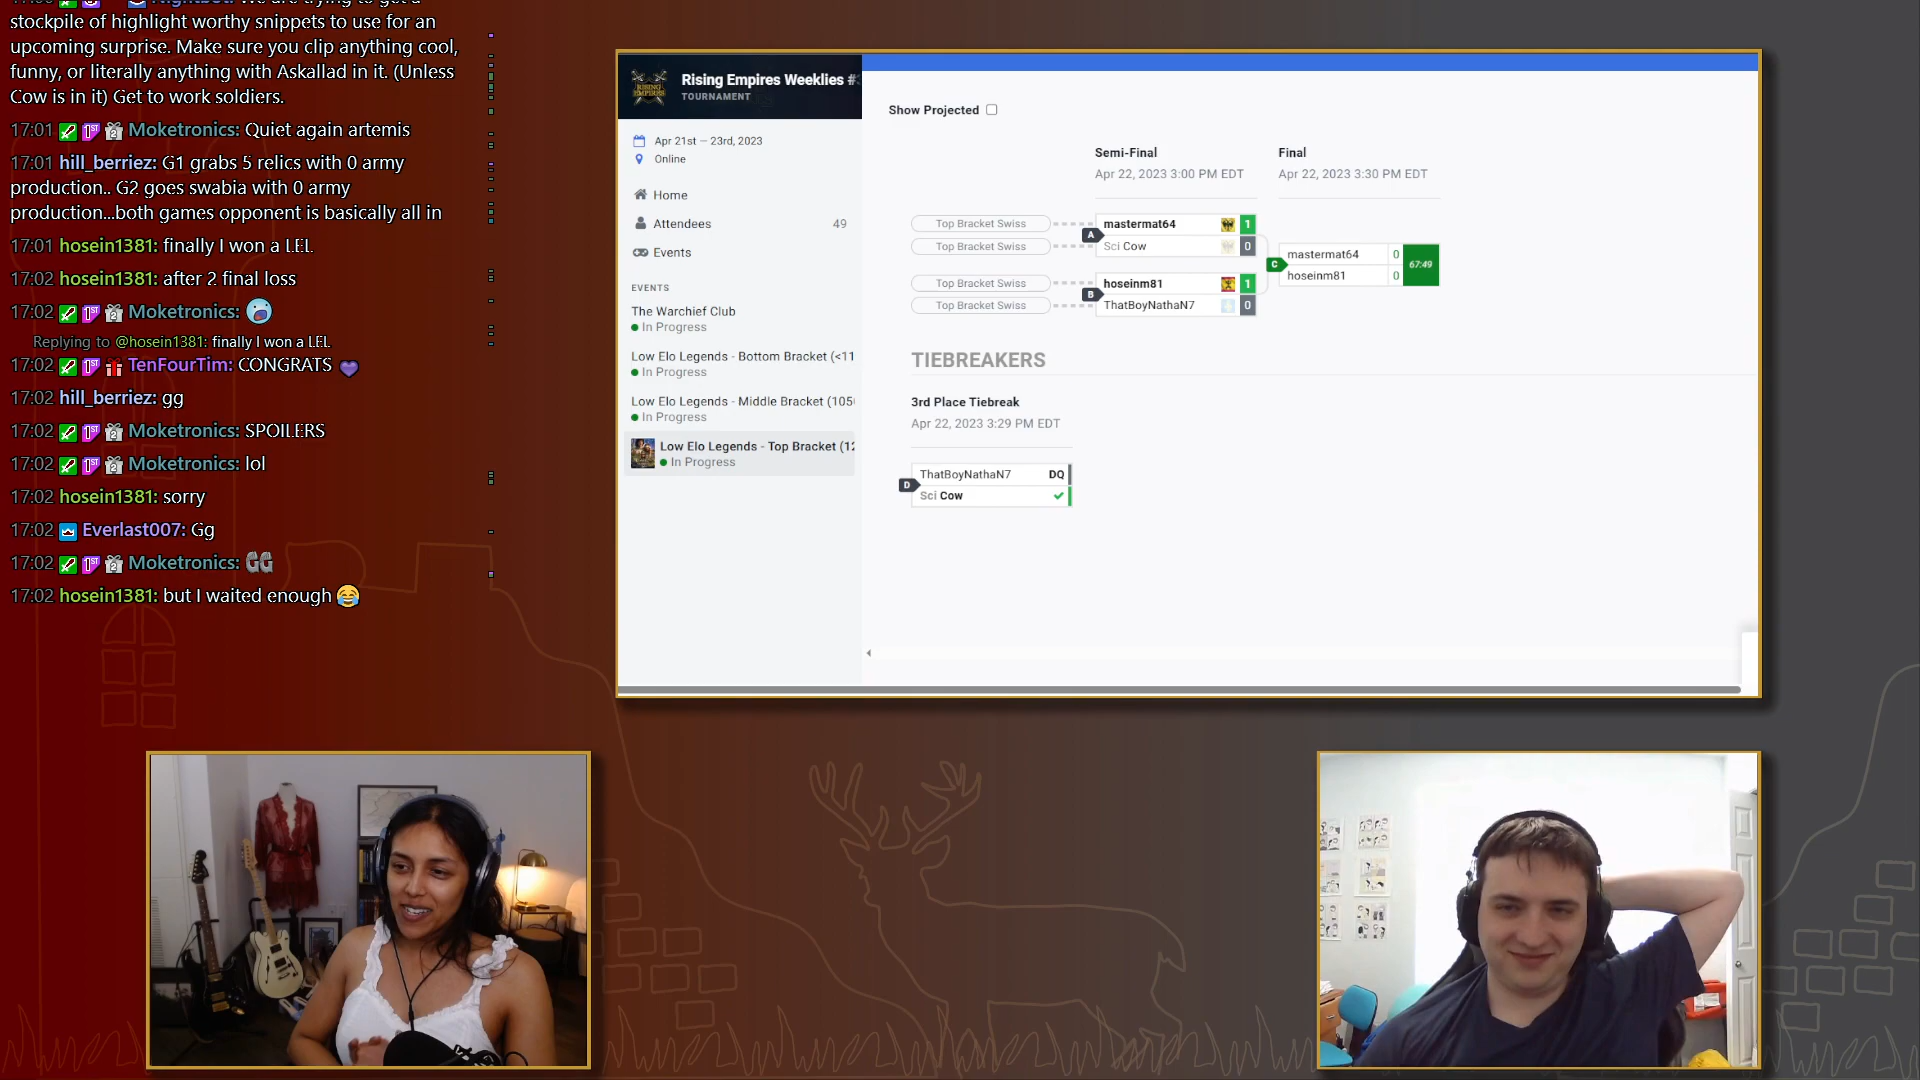 stockpile of highlight worthy snippets to use for an
upcoming surprise. Make sure you clip anything cool,
funny, or literally anything with Askallad in it. (Unless
Cow is in it) Get to work soldiers.
17:01 Moketronics: Quiet again artemis
17:01 hill_berriez: G1 grabs 5 relics with 0 army
production.. G2 goes swabia with 0 army
production...both games opponent is basically all in
17:01 hosein1381: finally I won a LEL
17:02 hosein1381: after 2 final loss
17:02 Moketronics:
Replying to @hosein1381: finally I won a LEL
17:02 TenFourTim: CONGRATS
17:02 hill_berriez: gg
17:02 Moketronics: SPOILERS
17:02 Moketronics: lol
17:02 hosein1381: sorry
17:02 Everlast007: Gg
17:02 Moketronics: GG
17:02 hosein1381: but I waited enough 😂
RISING EMPIRES
Rising Empires Weeklies #
TOURNAMENT
Apr 21st — 23rd, 2023
Online
Home
Attendees 49
Events
EVENTS
The Warchief Club
In Progress
Low Elo Legends - Bottom Bracket (<11
In Progress
Low Elo Legends - Middle Bracket (105
In Progress
Low Elo Legends - Top Bracket (12
In Progress
Show Projected
Semi-Final
Apr 22, 2023 3:00 PM EDT
Final
Apr 22, 2023 3:30 PM EDT
Top Bracket Swiss
Top Bracket Swiss
A
mastermat64 1
Sci Cow 0
Top Bracket Swiss
Top Bracket Swiss
B
hoseinm81 1
ThatBoyNathaN7 0
C
mastermat64 0
hoseinm81 0
67:49
TIEBREAKERS
3rd Place Tiebreak
Apr 22, 2023 3:29 PM EDT
D
ThatBoyNathaN7 DQ
Sci Cow